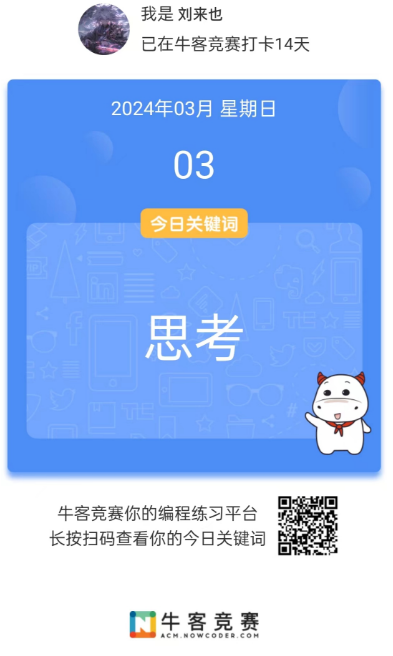 我是 刘来也
已在牛客竞赛打卡14天
2024年03月 星期日
03
今日关键词
思考
牛客竞赛你的编程练习平台
长按扫码查看你的今日关键词
牛客竞赛
ACM.NOWCODER.COM